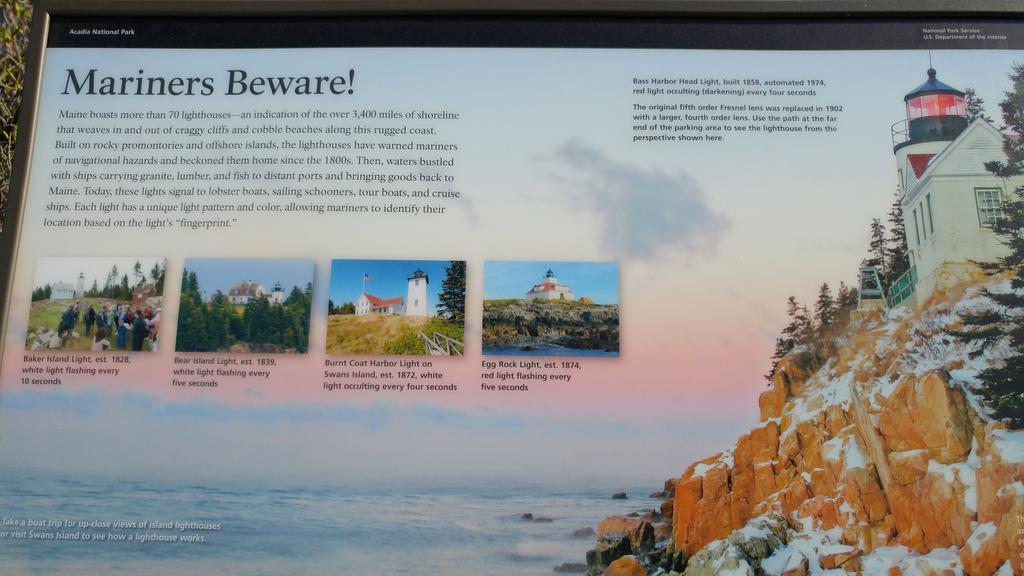 Acadia National Park
National Park Service
U.S. Department of the Interior
Mariners Beware!
Maine boasts more than 70 lighthouses—an indication of the over 3,400 miles of shoreline
that weaves in and out of craggy cliffs and cobble beaches along this rugged coast.
Built on rocky promontories and offshore islands, the lighthouses have warned mariners
of navigational hazards and beckoned them home since the 1800s. Then, waters bustled
with ships carrying granite, lumber, and fish to distant ports and bringing goods back to
Maine. Today, these lights signal to lobster boats, sailing schooners, tour boats, and cruise
ships. Each light has a unique light pattern and color, allowing mariners to identify their
location based on the light's “fingerprint.”
Bass Harbor Head Light, built 1858, automated 1974,
red light occulting (darkening) every four seconds
The original fifth order Fresnel lens was replaced in 1902
with a larger, fourth order lens. Use the path at the far
end of the parking area to see the lighthouse from the
perspective shown here.
Baker Island Light, est. 1828,
white light flashing every
10 seconds
Bear Island Light, est. 1839,
white light flashing every
five seconds
Burnt Coat Harbor Light on
Swans Island, est. 1872, white
light occulting every four seconds
Egg Rock Light, est. 1874,
red light flashing every
five seconds
Take a boat trip for up-close views of island lighthouses
or visit Swans Island to see how a lighthouse works.